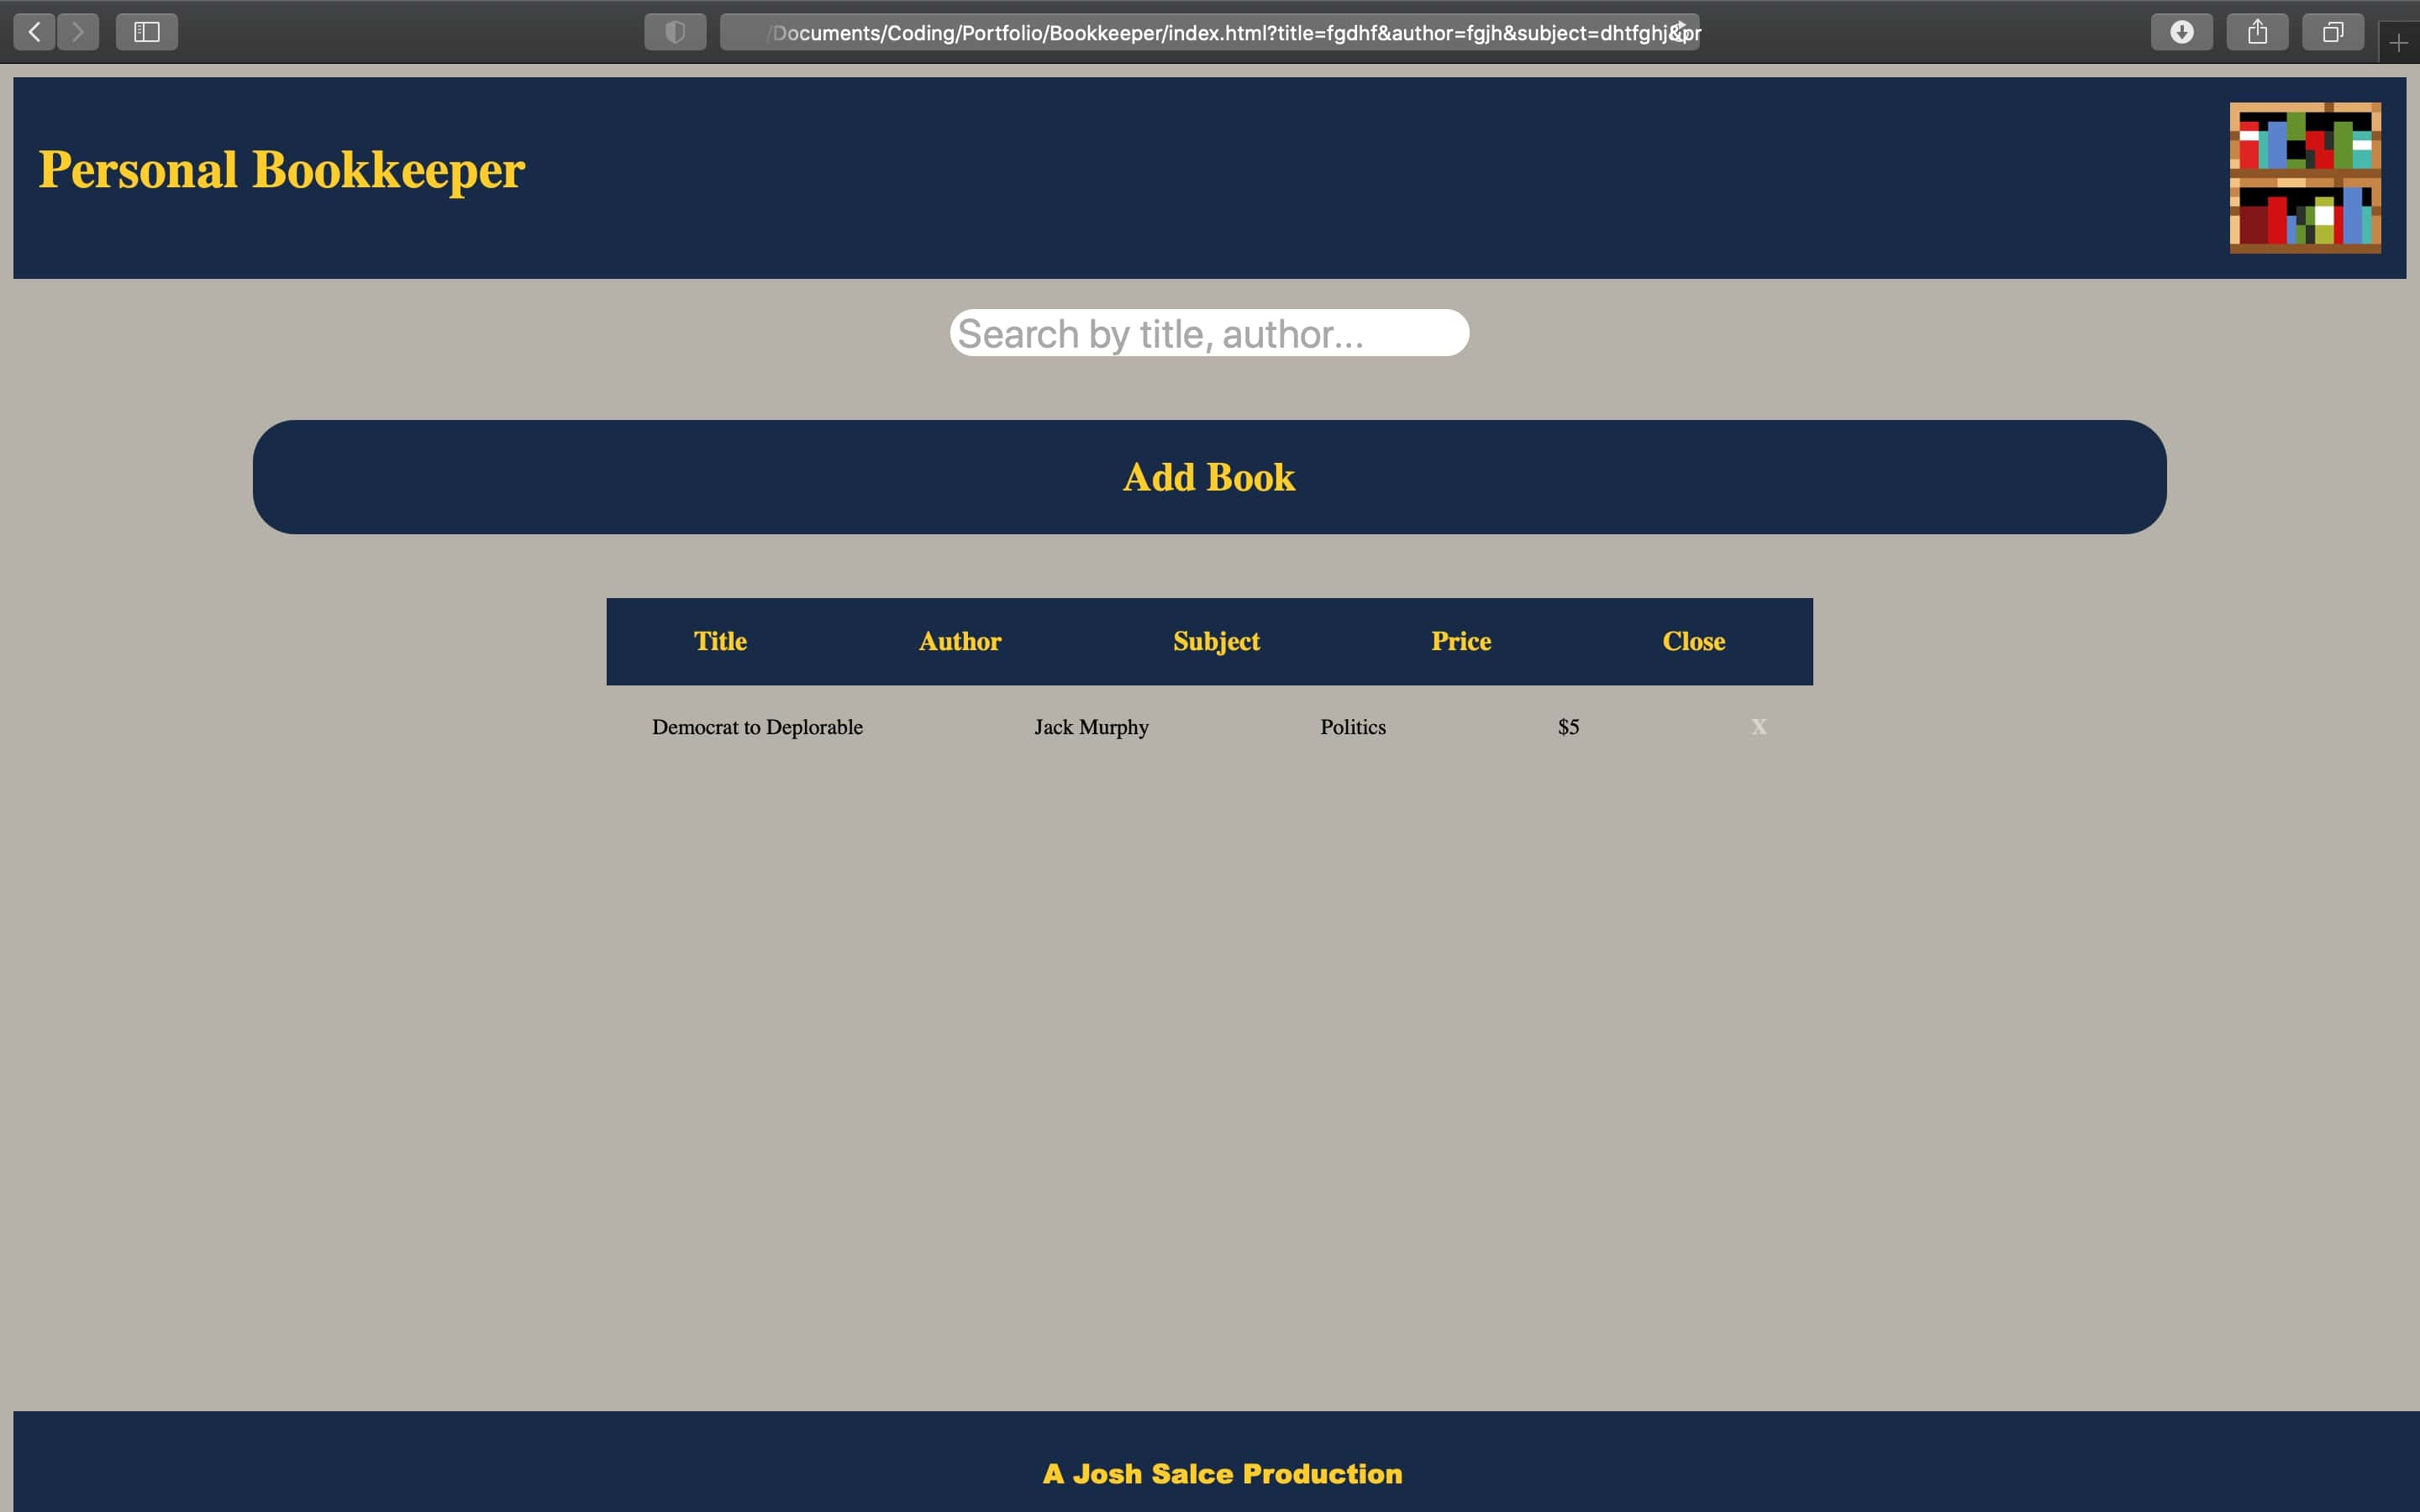 /Documents/Coding/Portfolio/Bookkeeper/index.html?title=fgdhf&author=fgjh&subject=dhtfghj&pr
Personal Bookkeeper
Search by title, author...
Add Book
Title Author Subject Price Close
Democrat to Deplorable Jack Murphy Politics $5 X
A Josh Salce Production